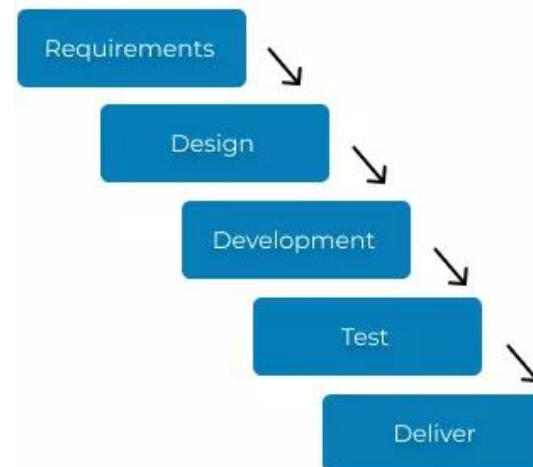 Requirements
Design
Development
Test
Deliver